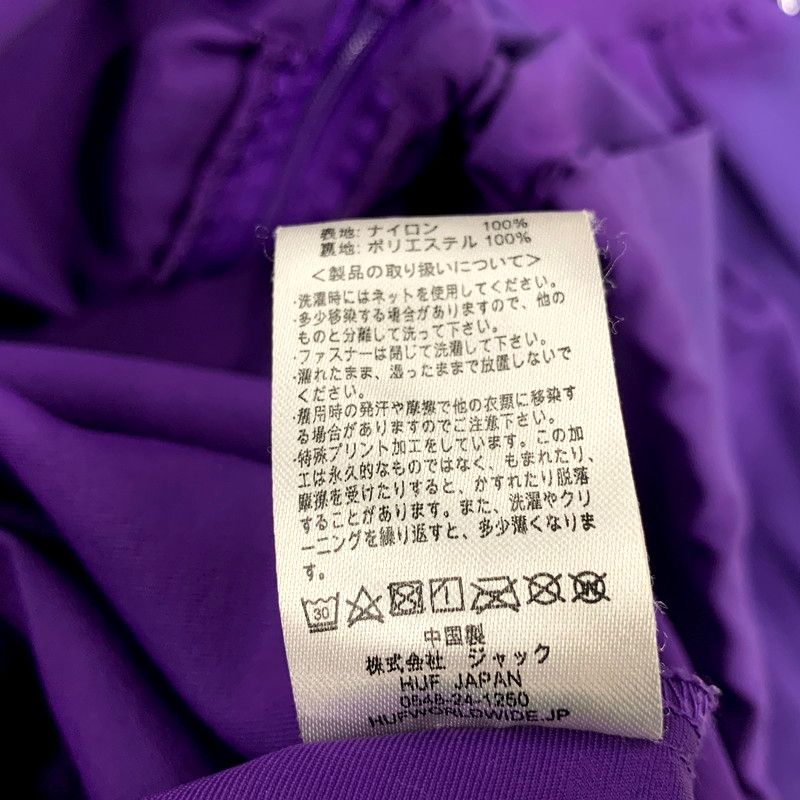 表地: ナイロン 100%
裏地: ポリエステル 100%
<製品の取り扱いについて>
・洗濯時にはネットを使用してください。
・多少移染する場合がありますので、他の
ものと分離して洗って下さい。
・ファスナーは閉じて洗濯して下さい。
・濡れたまま、湿ったままで放置しないで
ください。
・着用時の発汗や摩擦で他の衣類に移染す
る場合がありますのでご注意下さい。
・特殊プリント加工をしています。この加
工は永久的なものではなく、もまれたり、
摩擦を受けたりすると、かすれたり脱落
することがあります。また、洗濯やクリ
ーニングを繰り返すと、多少薄くなりま
す。
30 W
中国製
株式会社 ジャック
HUF JAPAN
0548-24-1250
HUFWORLDWIDE.JP